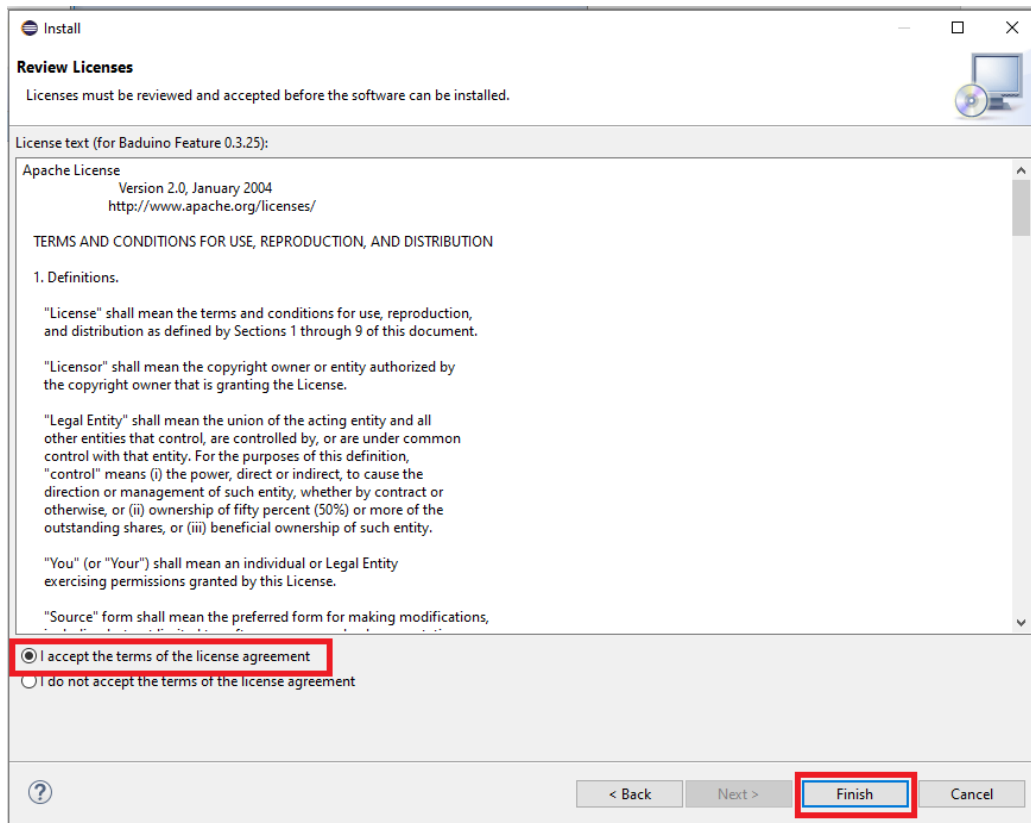 Install
Review Licenses
Licenses must be reviewed and accepted before the software can be installed.
License text (for Baduino Feature 0.3.25):
Apache License
Version 2.0, January 2004
http://www.apache.org/licenses/
TERMS AND CONDITIONS FOR USE, REPRODUCTION, AND DISTRIBUTION
1. Definitions.
"License" shall mean the terms and conditions for use, reproduction,
and distribution as defined by Sections 1 through 9 of this document.
"Licensor" shall mean the copyright owner or entity authorized by
the copyright owner that is granting the License.
"Legal Entity" shall mean the union of the acting entity and all
other entities that control, are controlled by, or are under common
control with that entity. For the purposes of this definition,
"control" means (i) the power, direct or indirect, to cause the
direction or management of such entity, whether by contract or
otherwise, or (ii) ownership of fifty percent (50%) or more of the
outstanding shares, or (iii) beneficial ownership of such entity.
"You" (or "Your") shall mean an individual or Legal Entity
exercising permissions granted by this License.
"Source" form shall mean the preferred form for making modifications,
I accept the terms of the license agreement
I do not accept the terms of the license agreement
?
< Back
Next >
Finish
Cancel